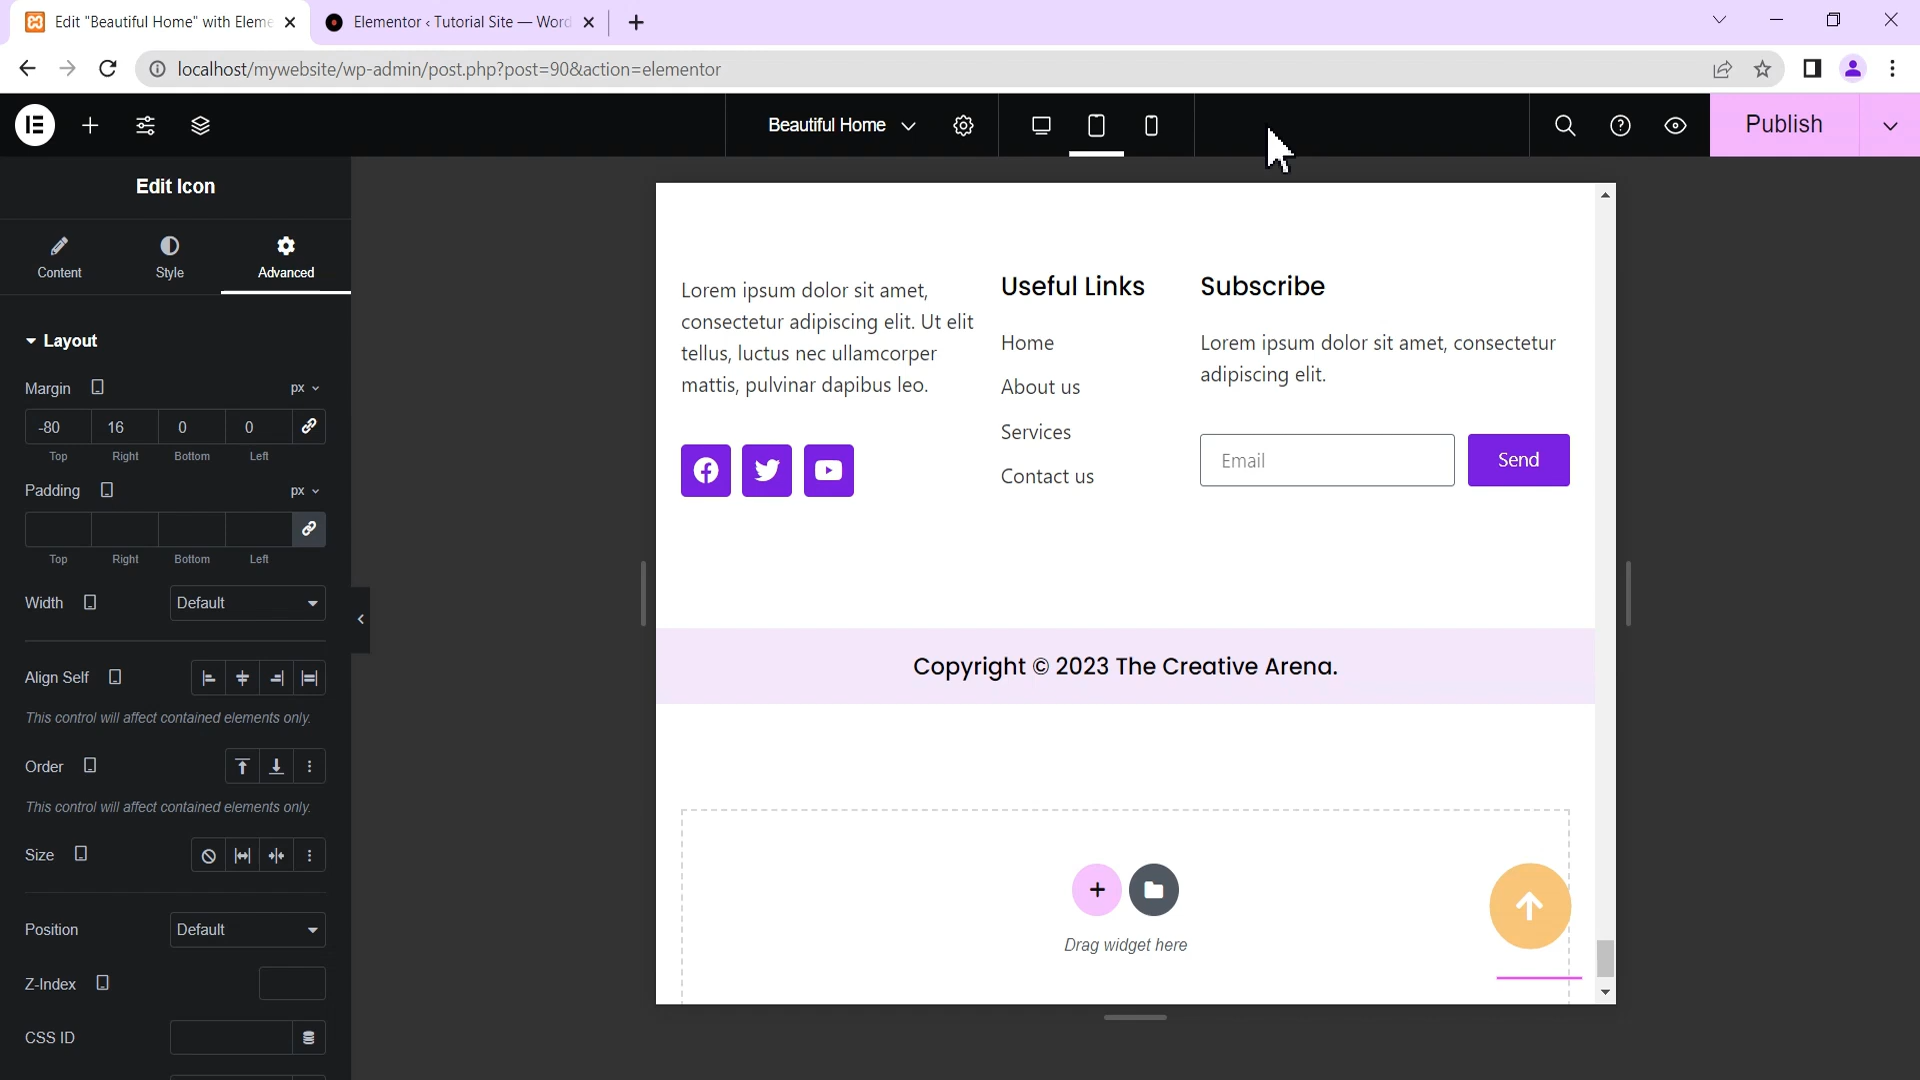 Edit "Beautiful Home" with Eleme
Elementor ‹ Tutorial Site — Word
localhost/mywebsite/wp-admin/post.php?post=90&action=elementor
Beautiful Home
Publish
Edit Icon
Content Style Advanced
Layout
Margin px
-80 16 0 0
Top Right Bottom Left
Padding px
Top Right Bottom Left
Width Default
Align Self
This control will affect contained elements only.
Order
This control will affect contained elements only.
Size
Position Default
Z-Index
CSS ID
Lorem ipsum dolor sit amet,
consectetur adipiscing elit. Ut elit
tellus, luctus nec ullamcorper
mattis, pulvinar dapibus leo.
Useful Links
Home
About us
Services
Contact us
Subscribe
Lorem ipsum dolor sit amet, consectetur
adipiscing elit.
Email Send
Copyright © 2023 The Creative Arena.
Drag widget here